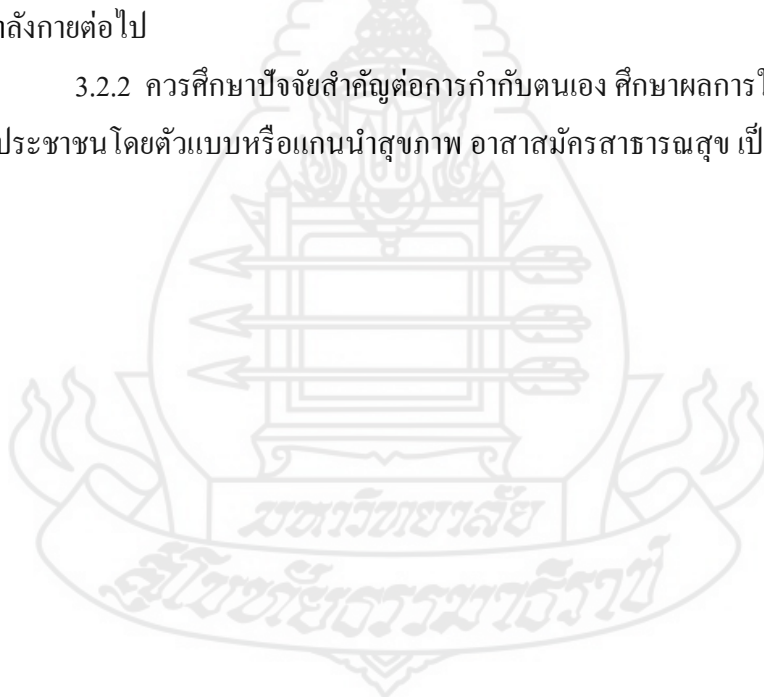 ลังกายต่อไป
3.2.2 ควรศึกษาปัจจัยสำคัญต่อการกำกับตนเอง ศึกษาผลการใ
ประชาชนโดยตัวแบบหรือแกนนำสุขภาพ อาสาสมัครสาธารณสุข เป็
มหาวิทยาลัย
สุโขทัยธรรมาธิราช